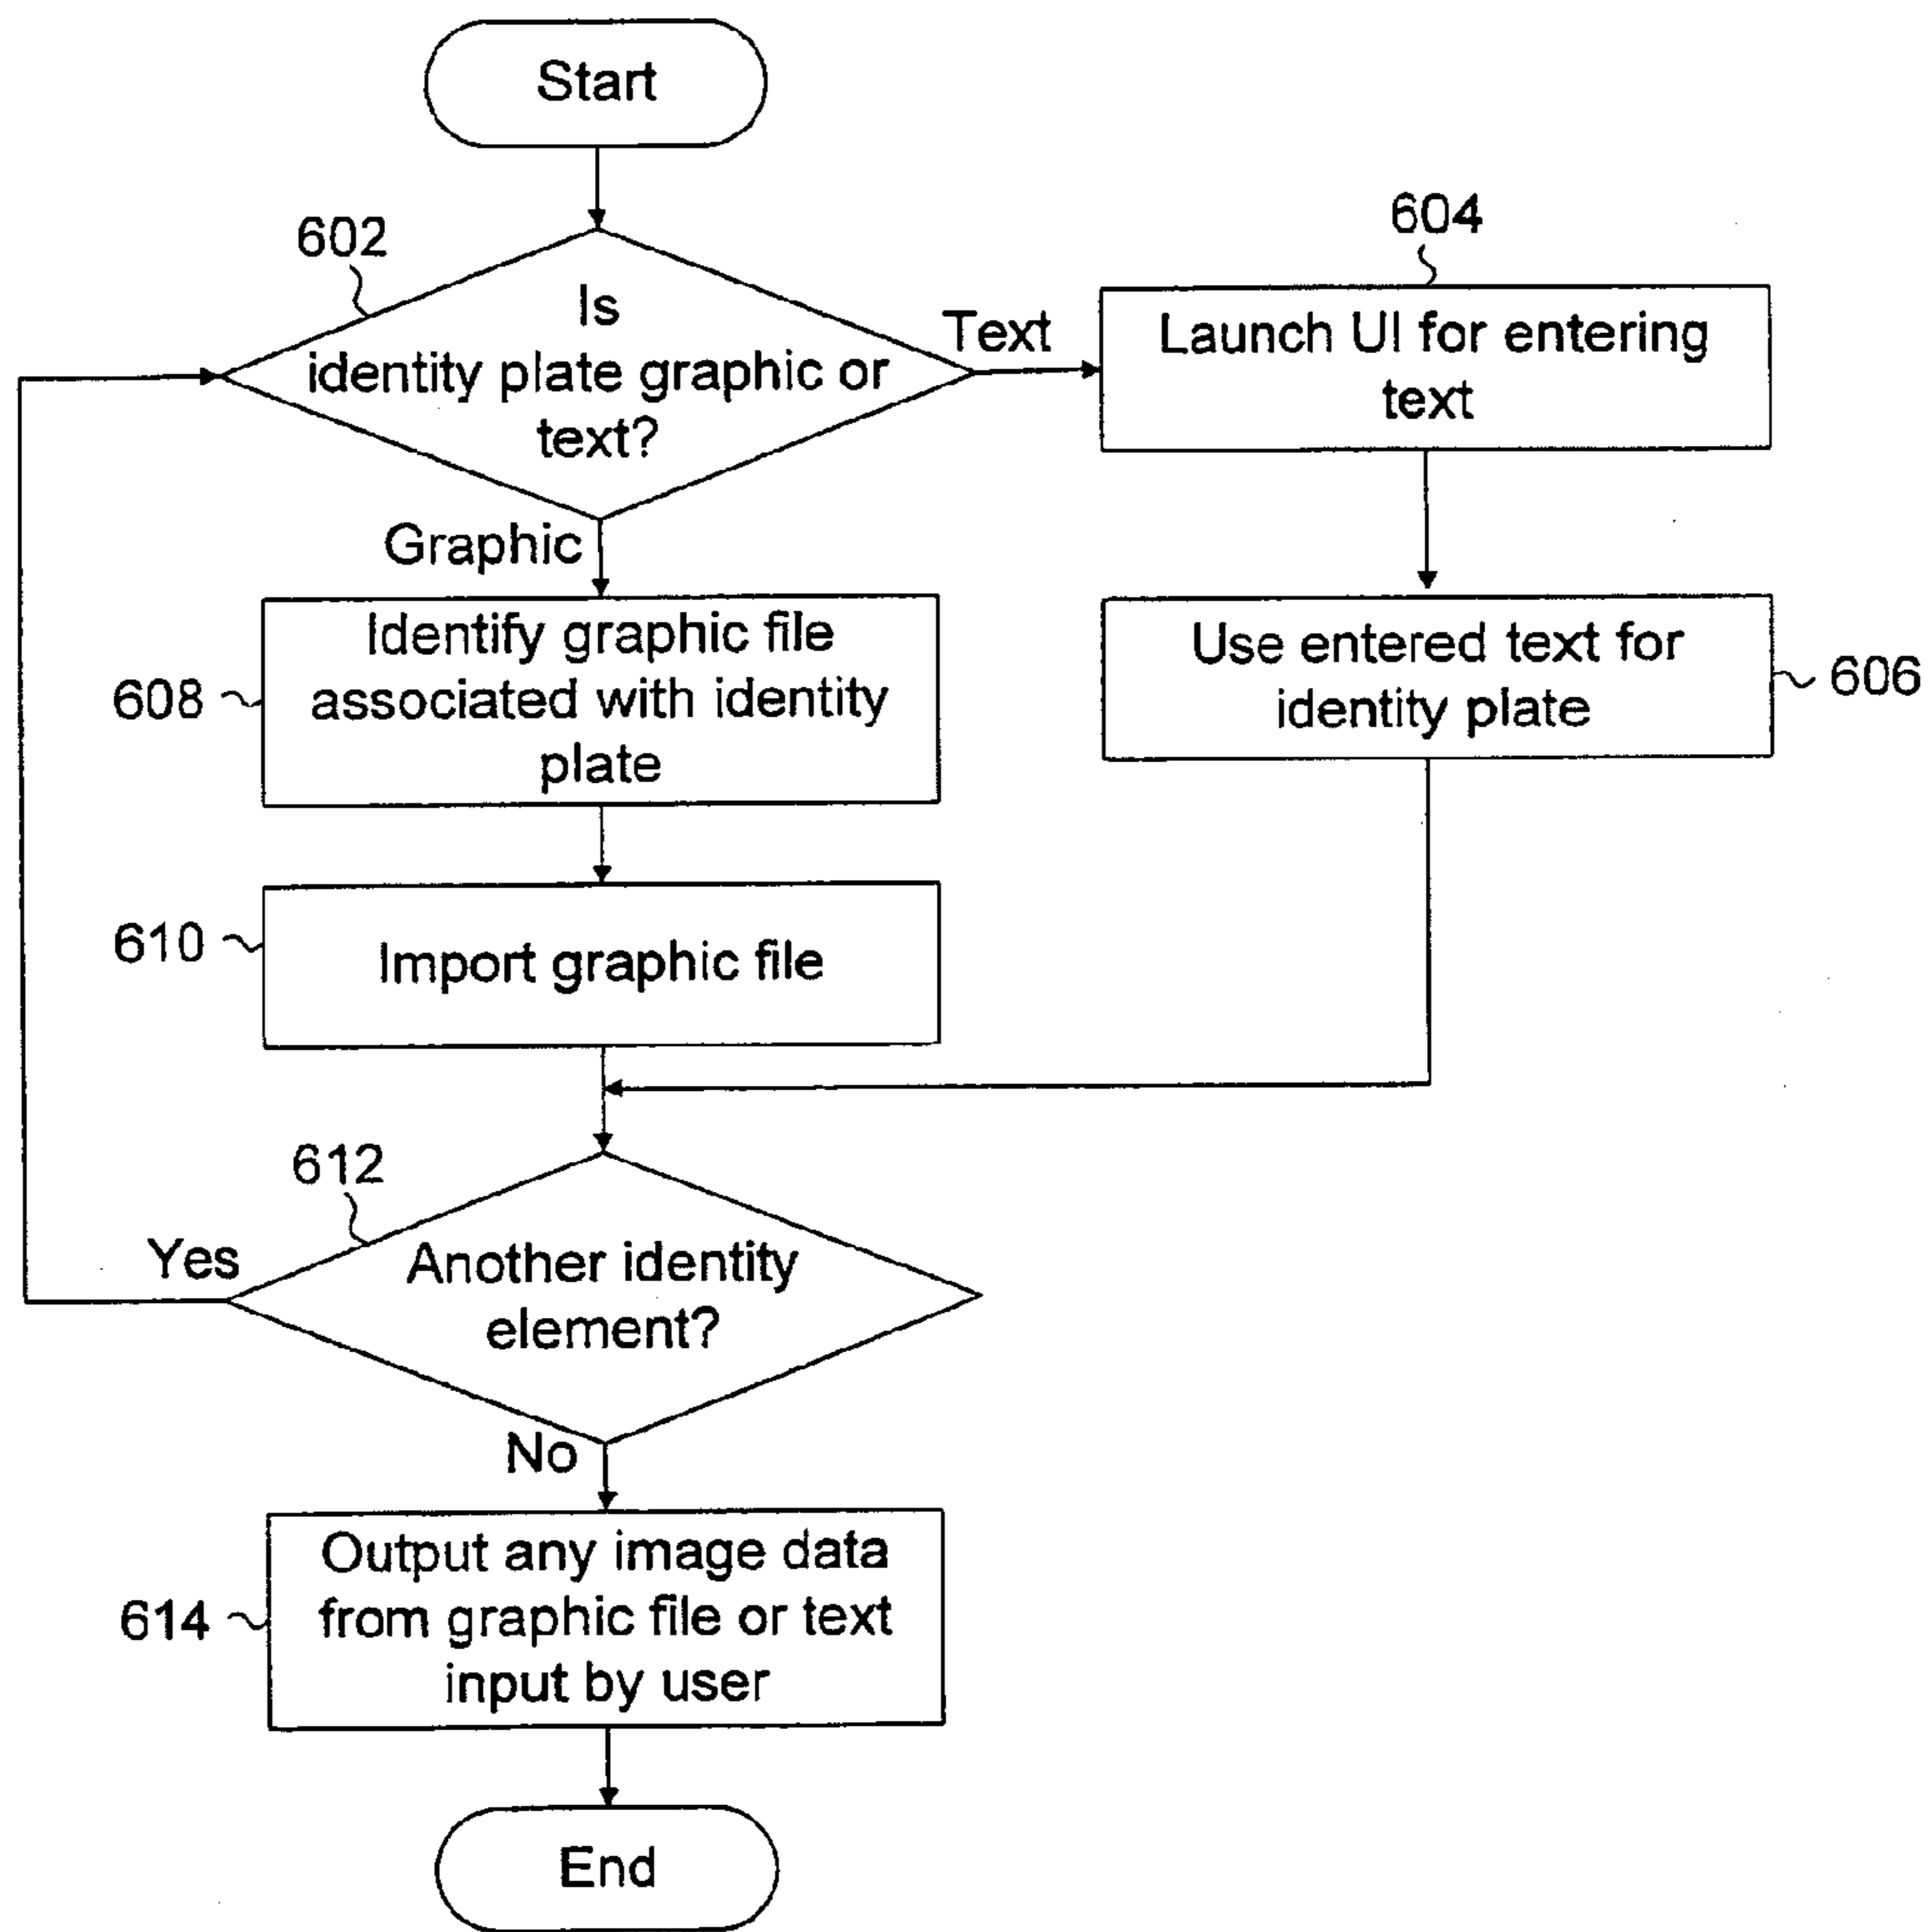 Start
602
Is
identity plate graphic or
text?
Text
604
Launch UI for entering
text
Graphic
608
Identify graphic file
associated with identity
plate
Use entered text for
identity plate
606
610
Import graphic file
612
Yes
Another identity
element?
No
614
Output any image data
from graphic file or text
input by user
End